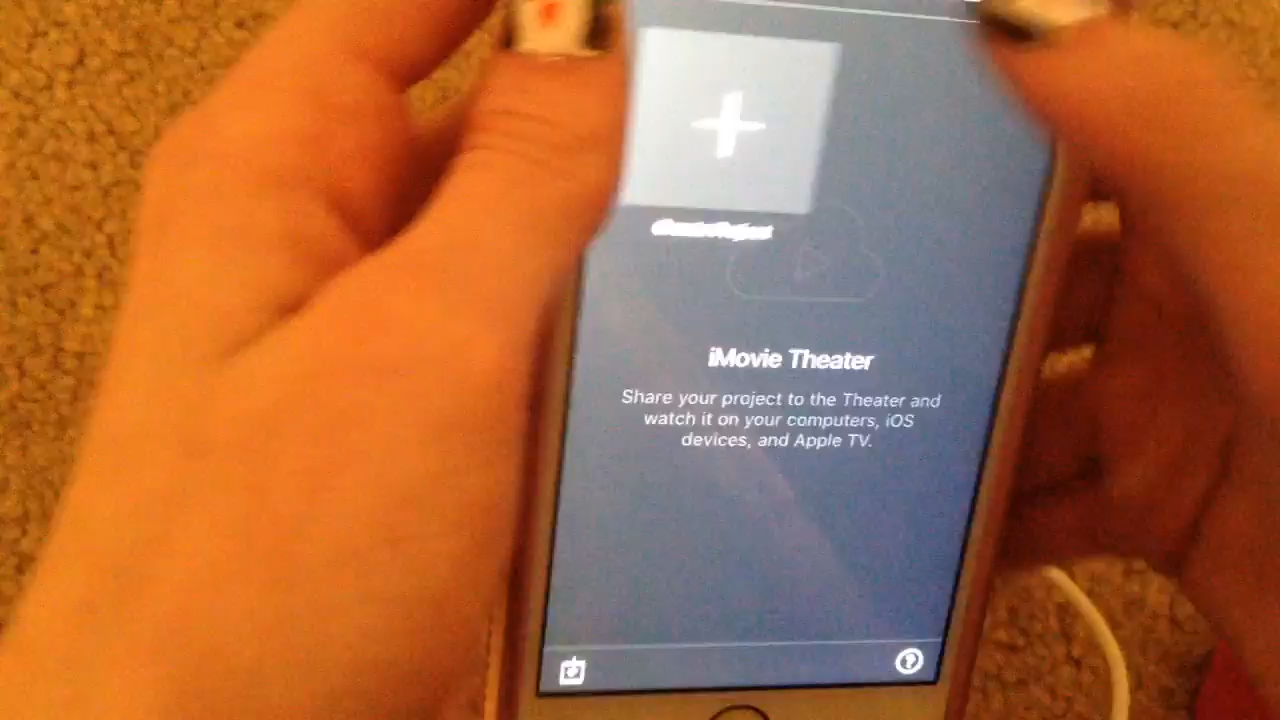 iMovie Theater
Share your project to the Theater and
watch it on your computers, iOS
devices, and Apple TV.